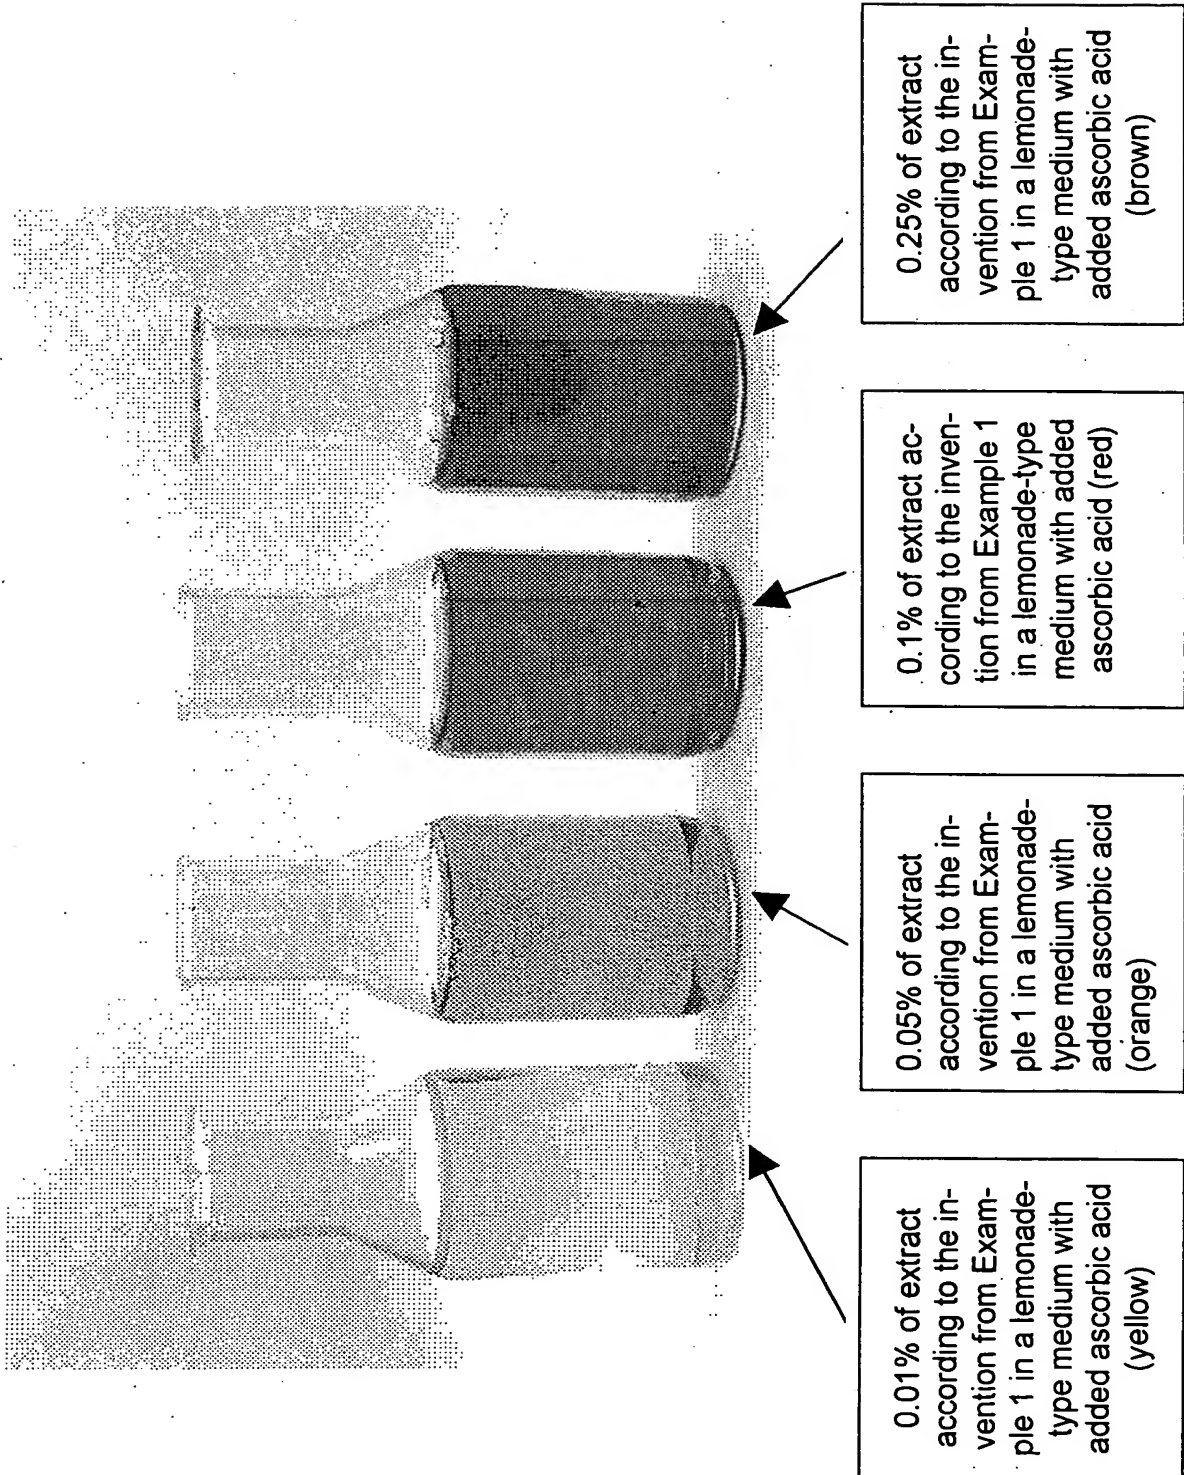 0.01% of extract
according to the in-
vention from Exam-
ple 1 in a lemonade-
type medium with
added ascorbic acid
(yellow)
0.05% of extract
according to the in-
vention from Exam-
ple 1 in a lemonade-
type medium with
added ascorbic acid
(orange)
0.1% of extract ac-
cording to the inven-
tion from Example 1
in a lemonade-type
medium with added
ascorbic acid (red)
0.25% of extract
according to the in-
vention from Exam-
ple 1 in a lemonade-
type medium with
added ascorbic acid
(brown)